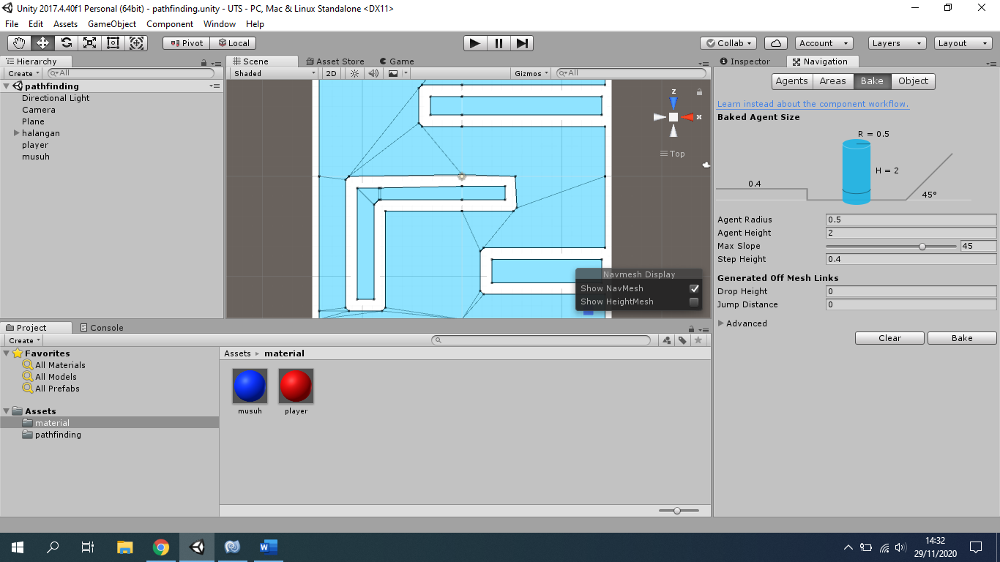 Unity 2017.4.40f1 Personal (64bit) - pathfinding.unity - UTS - PC, Mac & Linux Standalone <DX11>
File Edit Assets GameObject Component Window Help
Pivot Local Collab Account Layers Layout
Hierarchy
Create All
pathfinding
Directional Light
Camera
Plane
halangan
player
musuh
Scene Asset Store Game
Shaded 2D Gizmos All
z
x
Top
Navmesh Display
Show NavMesh
Show HeightMesh
Inspector Navigation
Agents Areas Bake Object
Learn instead about the component workflow.
Baked Agent Size
R = 0.5
H = 2
0.4
45°
Agent Radius 0.5
Agent Height 2
Max Slope 45
Step Height 0.4
Generated Off Mesh Links
Drop Height 0
Jump Distance 0
Advanced
Clear Bake
Project Console
Create
Favorites
All Materials
All Models
All Prefabs
Assets
material
pathfinding
Assets material
musuh player
14:32
29/11/2020